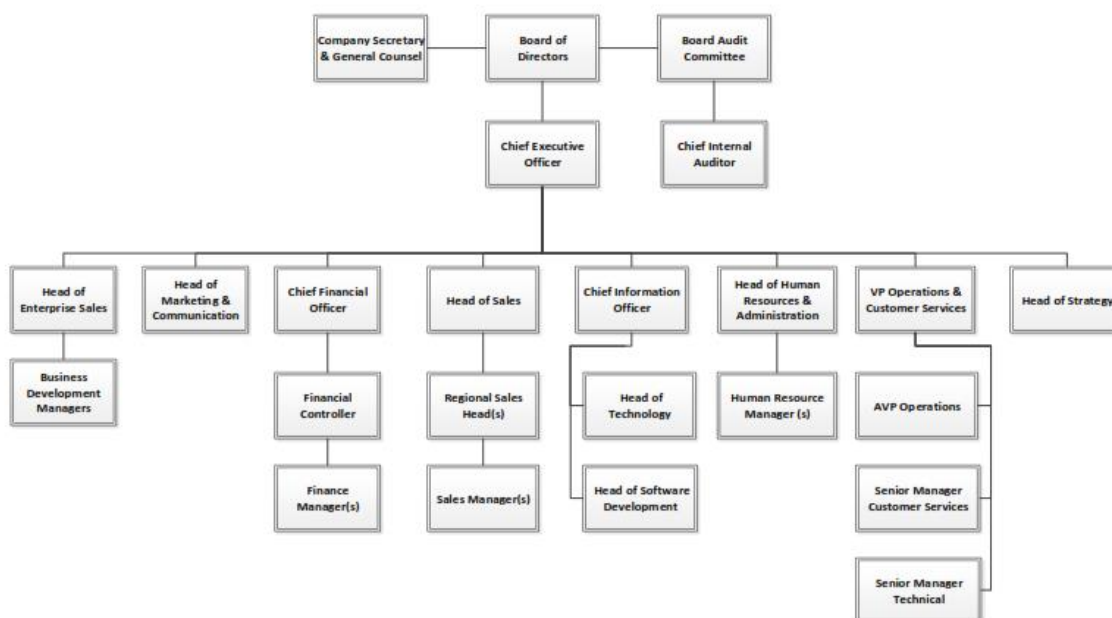 Company Secretary
& General Counsel
Board of
Directors
Board Audit
Committee
Chief Executive
Officer
Chief Internal
Auditor
Head of
Enterprise Sales
Head of
Marketing &
Communication
Chief Financial
Officer
Head of Sales
Chief Information
Officer
Head of Human
Resources &
Administration
VP Operations &
Customer Services
Head of Strategy
Business
Development
Managers
Financial
Controller
Regional Sales
Head(s)
Head of
Technology
Human Resource
Manager (s)
AVP Operations
Finance
Manager(s)
Sales Manager(s)
Head of Software
Development
Senior Manager
Customer Services
Senior Manager
Technical